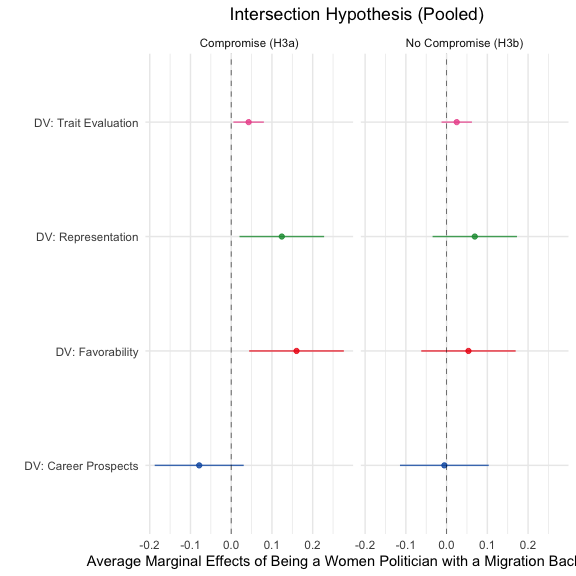 Intersection Hypothesis (Pooled)
Compromise (H3a)
No Compromise (H3b)
DV: Trait Evaluation
DV: Representation
DV: Favorability
DV: Career Prospects
-0.2 -0.1 0.0 0.1 0.2
-0.2 -0.1 0.0 0.1 0.2
Average Marginal Effects of Being a Women Politician with a Migration Back